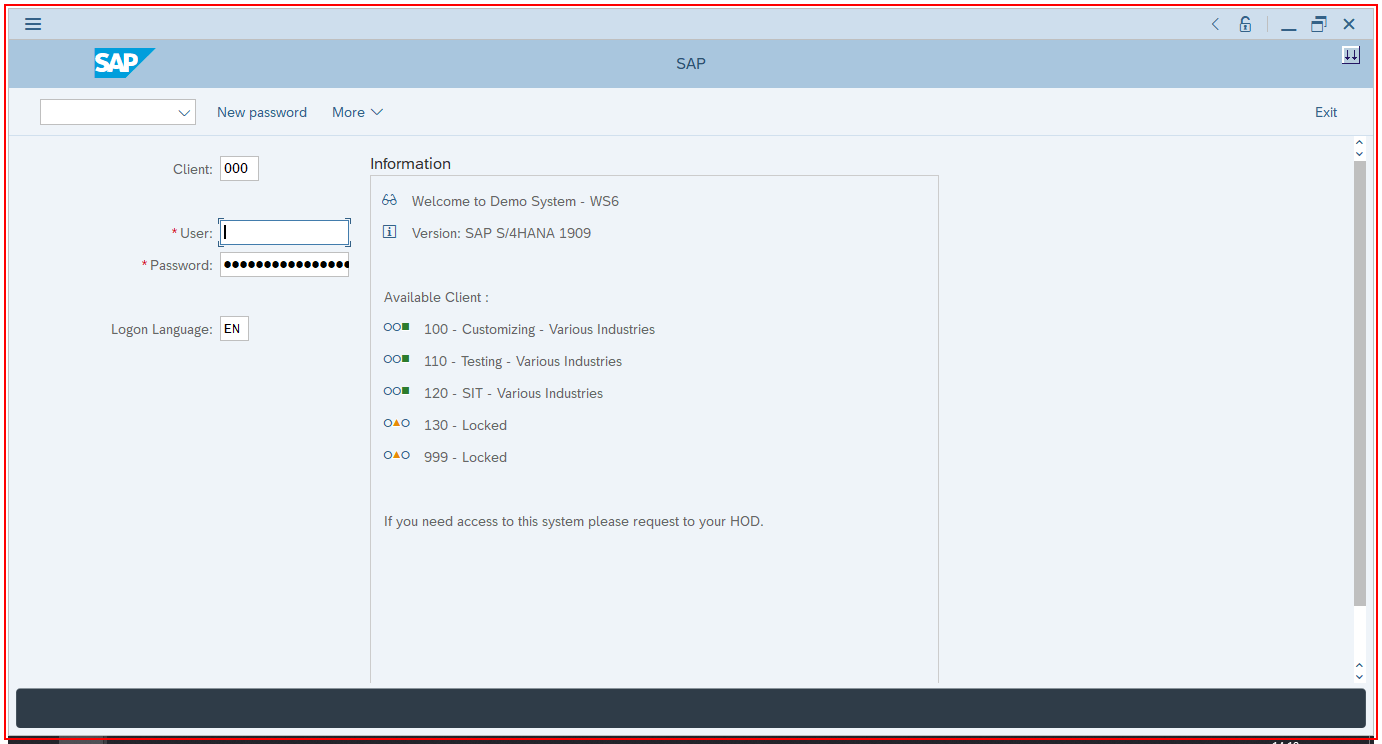 SAP
SAP
New password More Exit
Client: 000
Information
Welcome to Demo System - WS6
* User:
Version: SAP S/4HANA 1909
* Password: ●●●●●●●●●●●●●●●●
Available Client :
Logon Language: EN
100 - Customizing - Various Industries
110 - Testing - Various Industries
120 - SIT - Various Industries
130 - Locked
999 - Locked
If you need access to this system please request to your HOD.